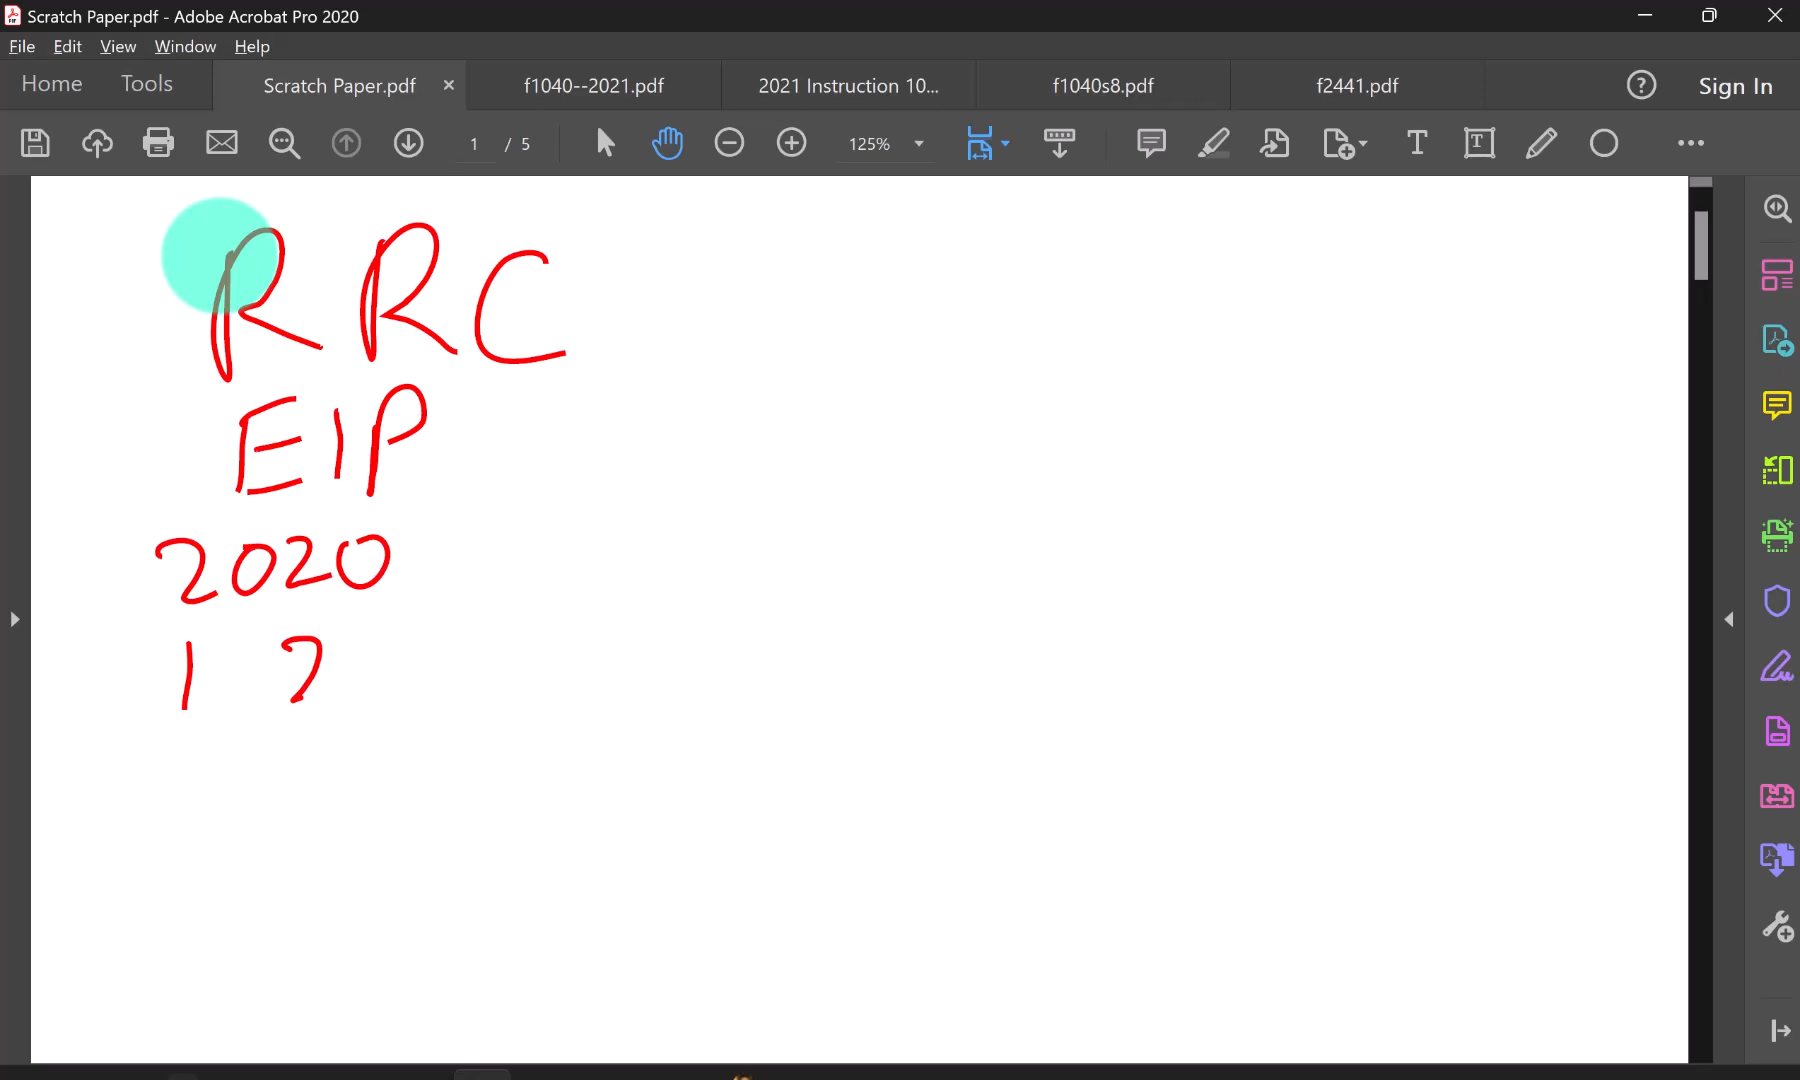 Scratch Paper.pdf - Adobe Acrobat Pro 2020
File Edit View Window Help
Home Tools Scratch Paper.pdf × f1040--2021.pdf 2021 Instruction 10... f1040s8.pdf f2441.pdf ? Sign In
1 / 5 125%
RRC
EIP
2020
1 2